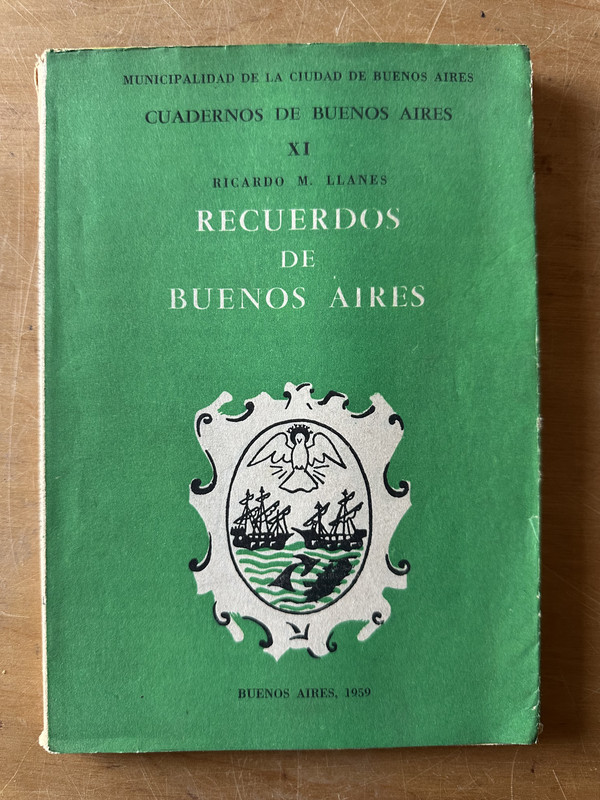 MUNICIPALIDAD DE LA CIUDAD DE BUENOS AIRES
CUADERNOS DE BUENOS AIRES
XI
RICARDO M. LLANES
RECUERDOS
DE
BUENOS AIRES
BUENOS AIRES, 1959